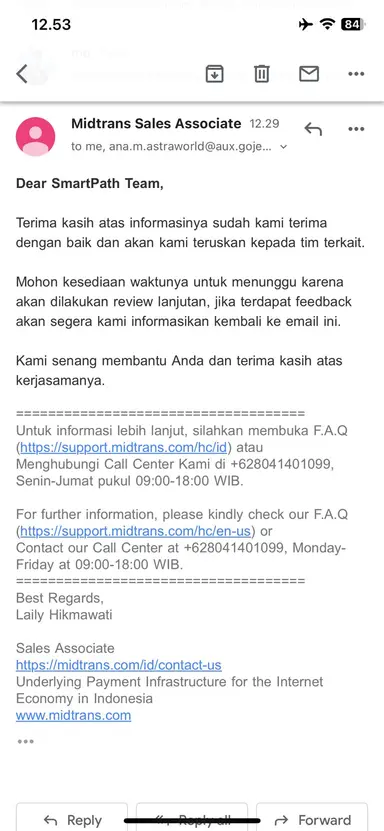 12.53
84
Midtrans Sales Associate 12.29
to me, ana.m.astraworld@aux.goje...
Dear SmartPath Team,
Terima kasih atas informasinya sudah kami terima
dengan baik dan akan kami teruskan kepada tim terkait.
Mohon kesediaan waktunya untuk menunggu karena
akan dilakukan review lanjutan, jika terdapat feedback
akan segera kami informasikan kembali ke email ini.
Kami senang membantu Anda dan terima kasih atas
kerjasamanya.
====================================
Untuk informasi lebih lanjut, silahkan membuka F.A.Q
(https://support.midtrans.com/hc/id) atau
Menghubungi Call Center Kami di +628041401099,
Senin-Jumat pukul 09:00-18:00 WIB.
For further information, please kindly check our F.A.Q
(https://support.midtrans.com/hc/en-us) or
Contact our Call Center at +628041401099, Monday-
Friday at 09:00-18:00 WIB.
====================================
Best Regards,
Laily Hikmawati
Sales Associate
https://midtrans.com/id/contact-us
Underlying Payment Infrastructure for the Internet
Economy in Indonesia
www.midtrans.com
Reply
Reply all
Forward